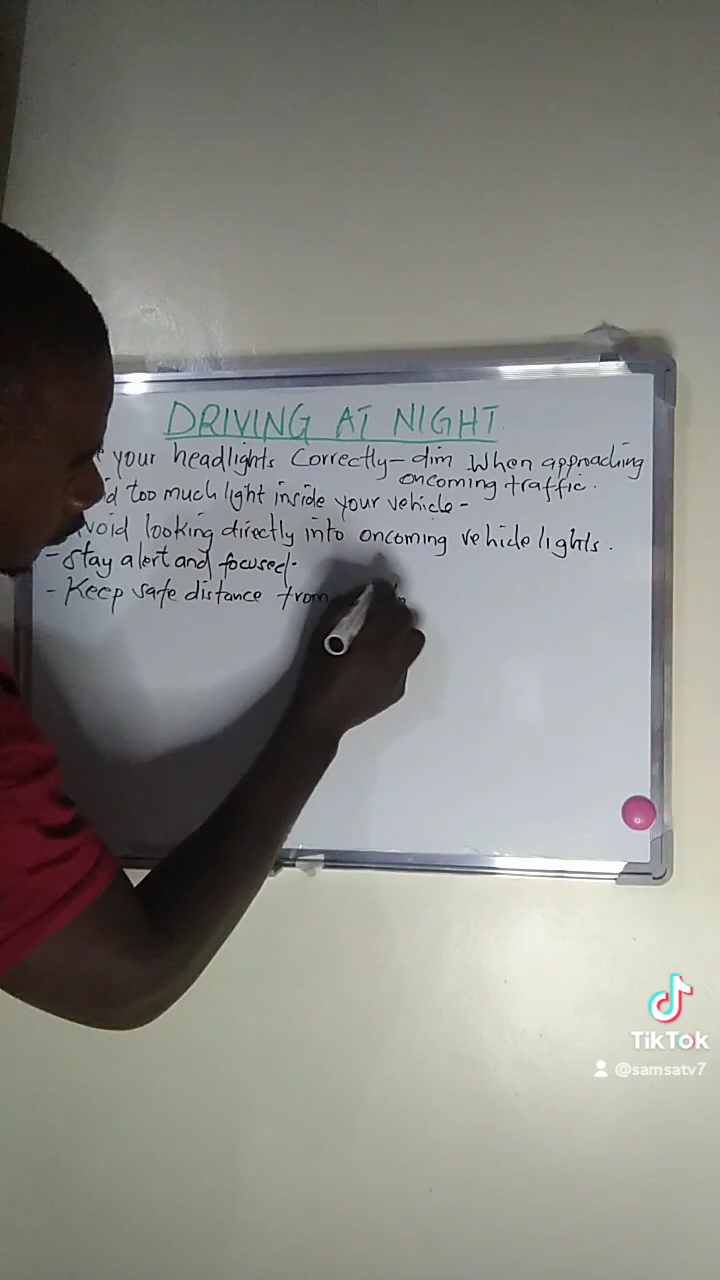 DRIVING AT NIGHT
your headlights correctly - dim when approaching
oncoming traffic.
too much light inside your vehicle -
looking directly into oncoming vehicle lights.
- Stay alert and focused.
- Keep safe distance from
TikTok
@samsatv7